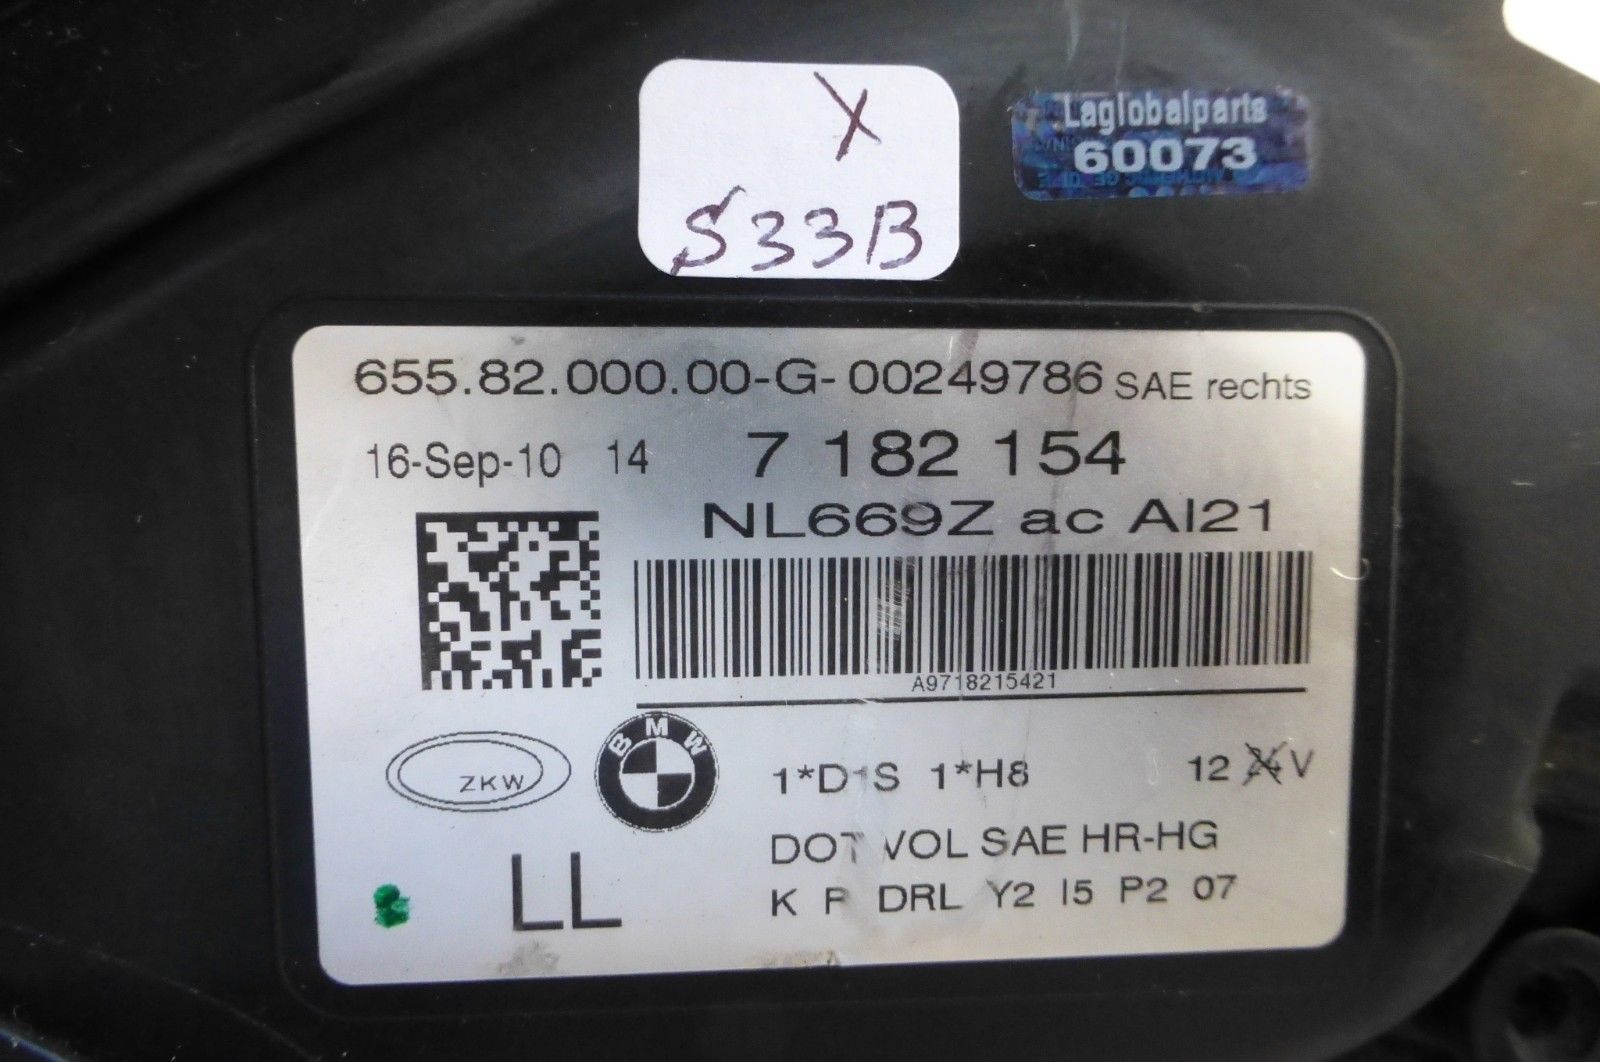 X
S33B
Laglobalparts
60073
655.82.000.00-G-00249786 SAE rechts
16-Sep-10 14 7 182 154
NL669Z ac AI21
A9718215421
ZKW
BMW
1*D1S 1*H8 12 24 V
DOT VOL SAE HR-HG
LL
K P DRL Y2 I5 P2 07